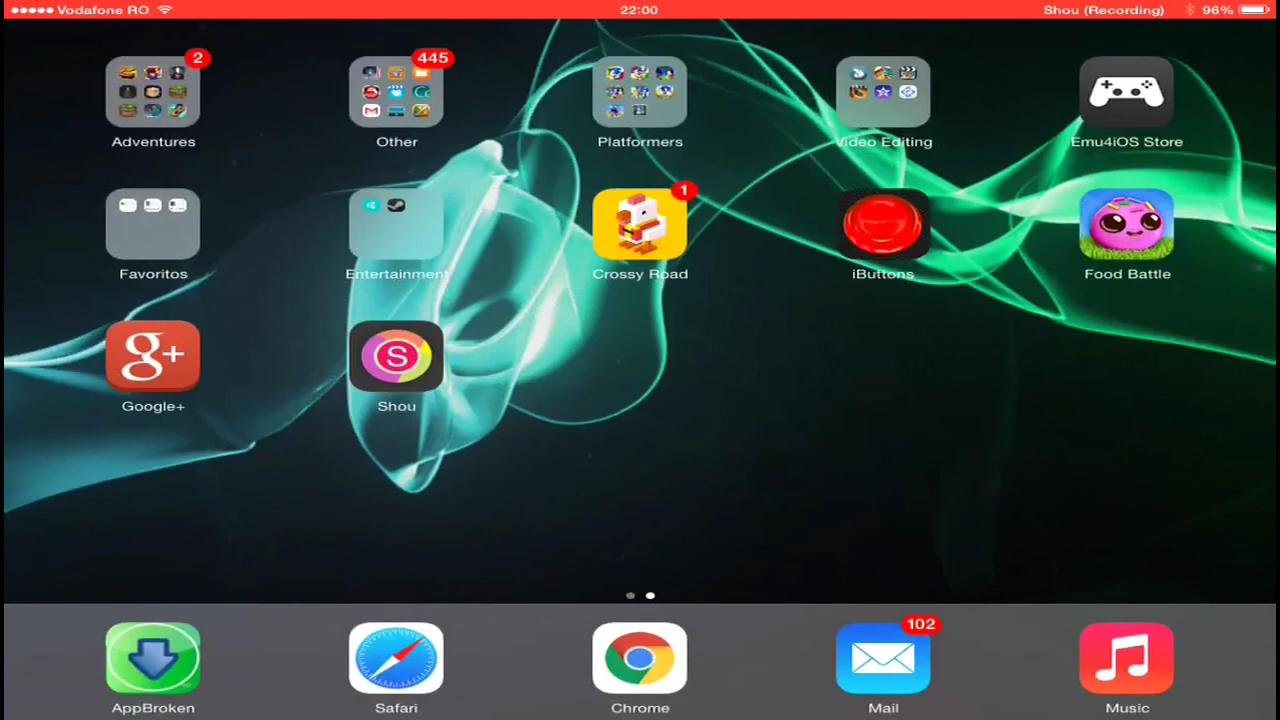 Vodafone RO 22:00 Shou (Recording) 96%
2 445
Adventures Other Platformers Video Editing Emu4iOS Store
1
Favoritos Entertainment Crossy Road iButtons Food Battle
g+ S
Google+ Shou
102
AppBroken Safari Chrome Mail Music